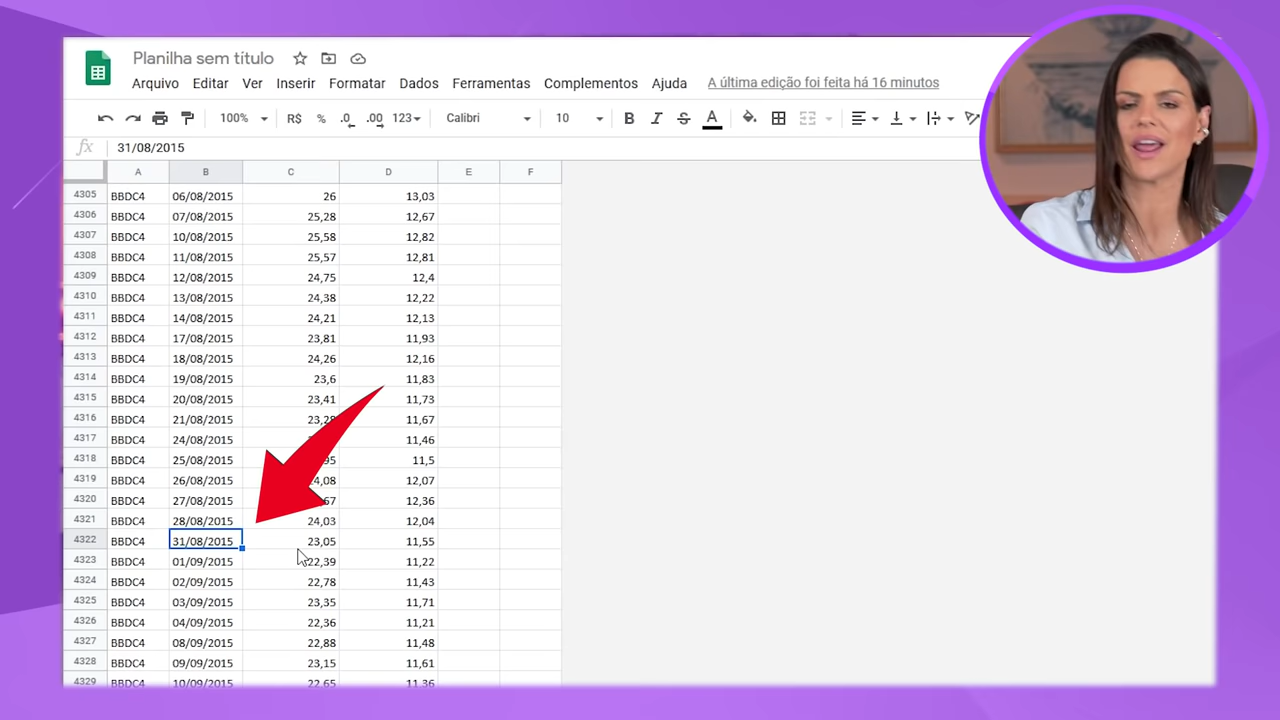 Planilha sem título
Arquivo Editar Ver Inserir Formatar Dados Ferramentas Complementos Ajuda A última edição foi feita há 16 minutos
100% R$ % .0 .00 123 Calibri 10 B I S A
fx 31/08/2015
A B C D E F
4305 BBDC4 06/08/2015 26 13,03
4306 BBDC4 07/08/2015 25,28 12,67
4307 BBDC4 10/08/2015 25,58 12,82
4308 BBDC4 11/08/2015 25,57 12,81
4309 BBDC4 12/08/2015 24,75 12,4
4310 BBDC4 13/08/2015 24,38 12,22
4311 BBDC4 14/08/2015 24,21 12,13
4312 BBDC4 17/08/2015 23,81 11,93
4313 BBDC4 18/08/2015 24,26 12,16
4314 BBDC4 19/08/2015 23,6 11,83
4315 BBDC4 20/08/2015 23,41 11,73
4316 BBDC4 21/08/2015 11,67
4317 BBDC4 24/08/2015 11,46
4318 BBDC4 25/08/2015 11,5
4319 BBDC4 26/08/2015 12,07
4320 BBDC4 27/08/2015 12,36
4321 BBDC4 28/08/2015 24,03 12,04
4322 BBDC4 31/08/2015 23,05 11,55
4323 BBDC4 01/09/2015 22,39 11,22
4324 BBDC4 02/09/2015 22,78 11,43
4325 BBDC4 03/09/2015 23,35 11,71
4326 BBDC4 04/09/2015 22,36 11,21
4327 BBDC4 08/09/2015 22,88 11,48
4328 BBDC4 09/09/2015 23,15 11,61
4329 BBDC4 10/09/2015 22,65 11,36